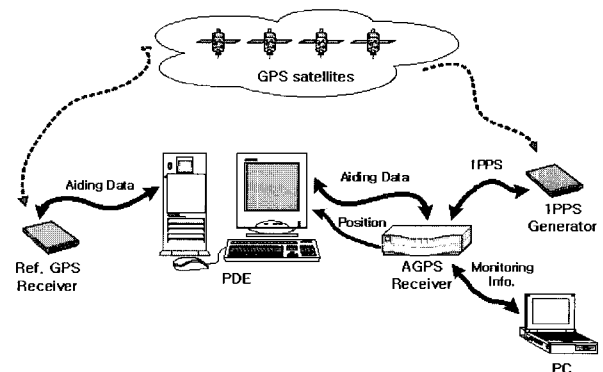 GPS satellites
Aiding Data
Aiding Data
1PPS
1PPS
Generator
Position
Ref. GPS
Receiver
PDE
AGPS
Receiver
Monitoring
Info.
PC